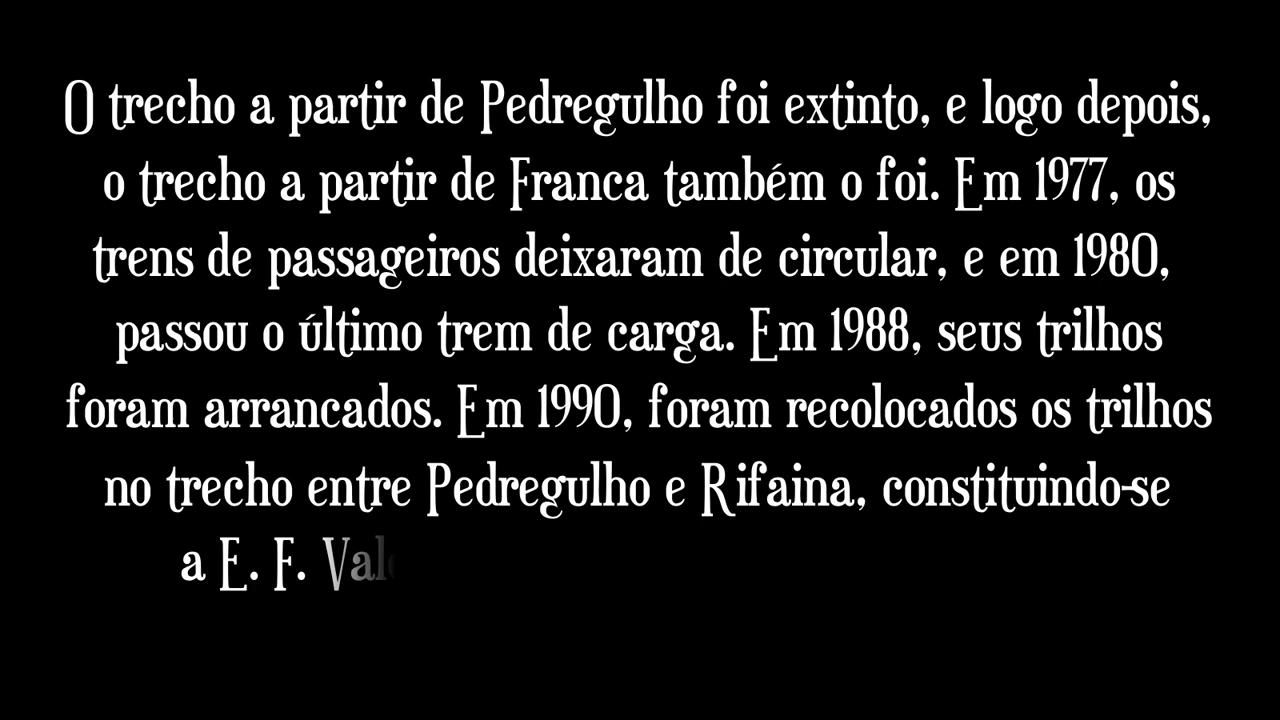 O trecho a partir de Pedregulho foi extinto, e logo depois,
o trecho a partir de Franca também o foi. Em 1977, os
trens de passageiros deixaram de circular, e em 1980,
passou o último trem de carga. Em 1988, seus trilhos
foram arrancados. Em 1990, foram recolocados os trilhos
no trecho entre Pedregulho e Rifaina, constituindo-se
a E. F.